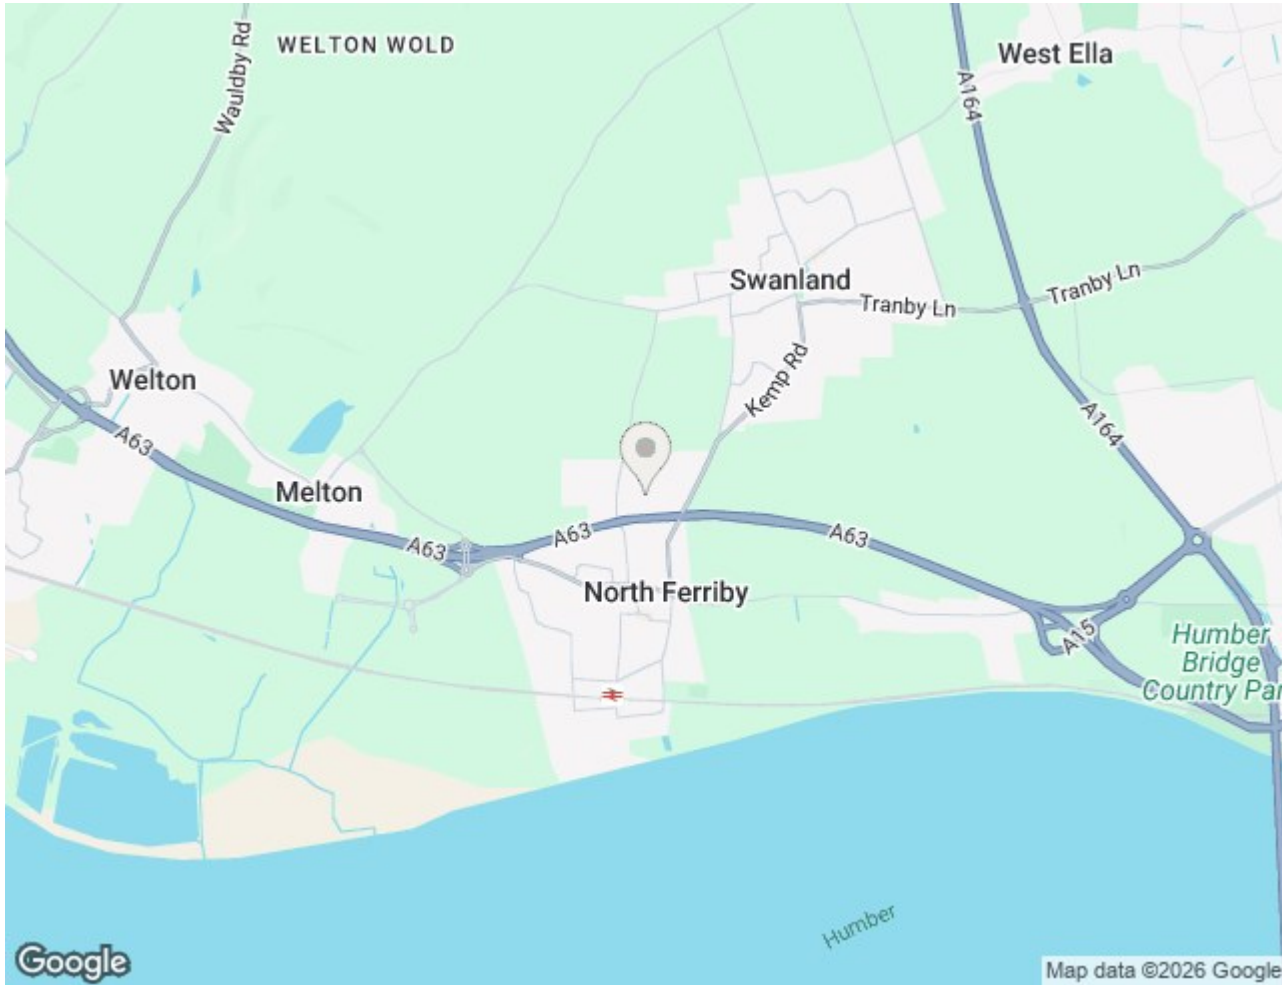 WELTON WOLD
Wauldby Rd
West Ella
A164
Swanland
Tranby Ln
Tranby Ln
Welton
Kemp Rd
A63
A164
Melton
A63
A63
A63
North Ferriby
A15
Humber
Bridge
Country Par
Humber
Google
Map data ©2026 Google